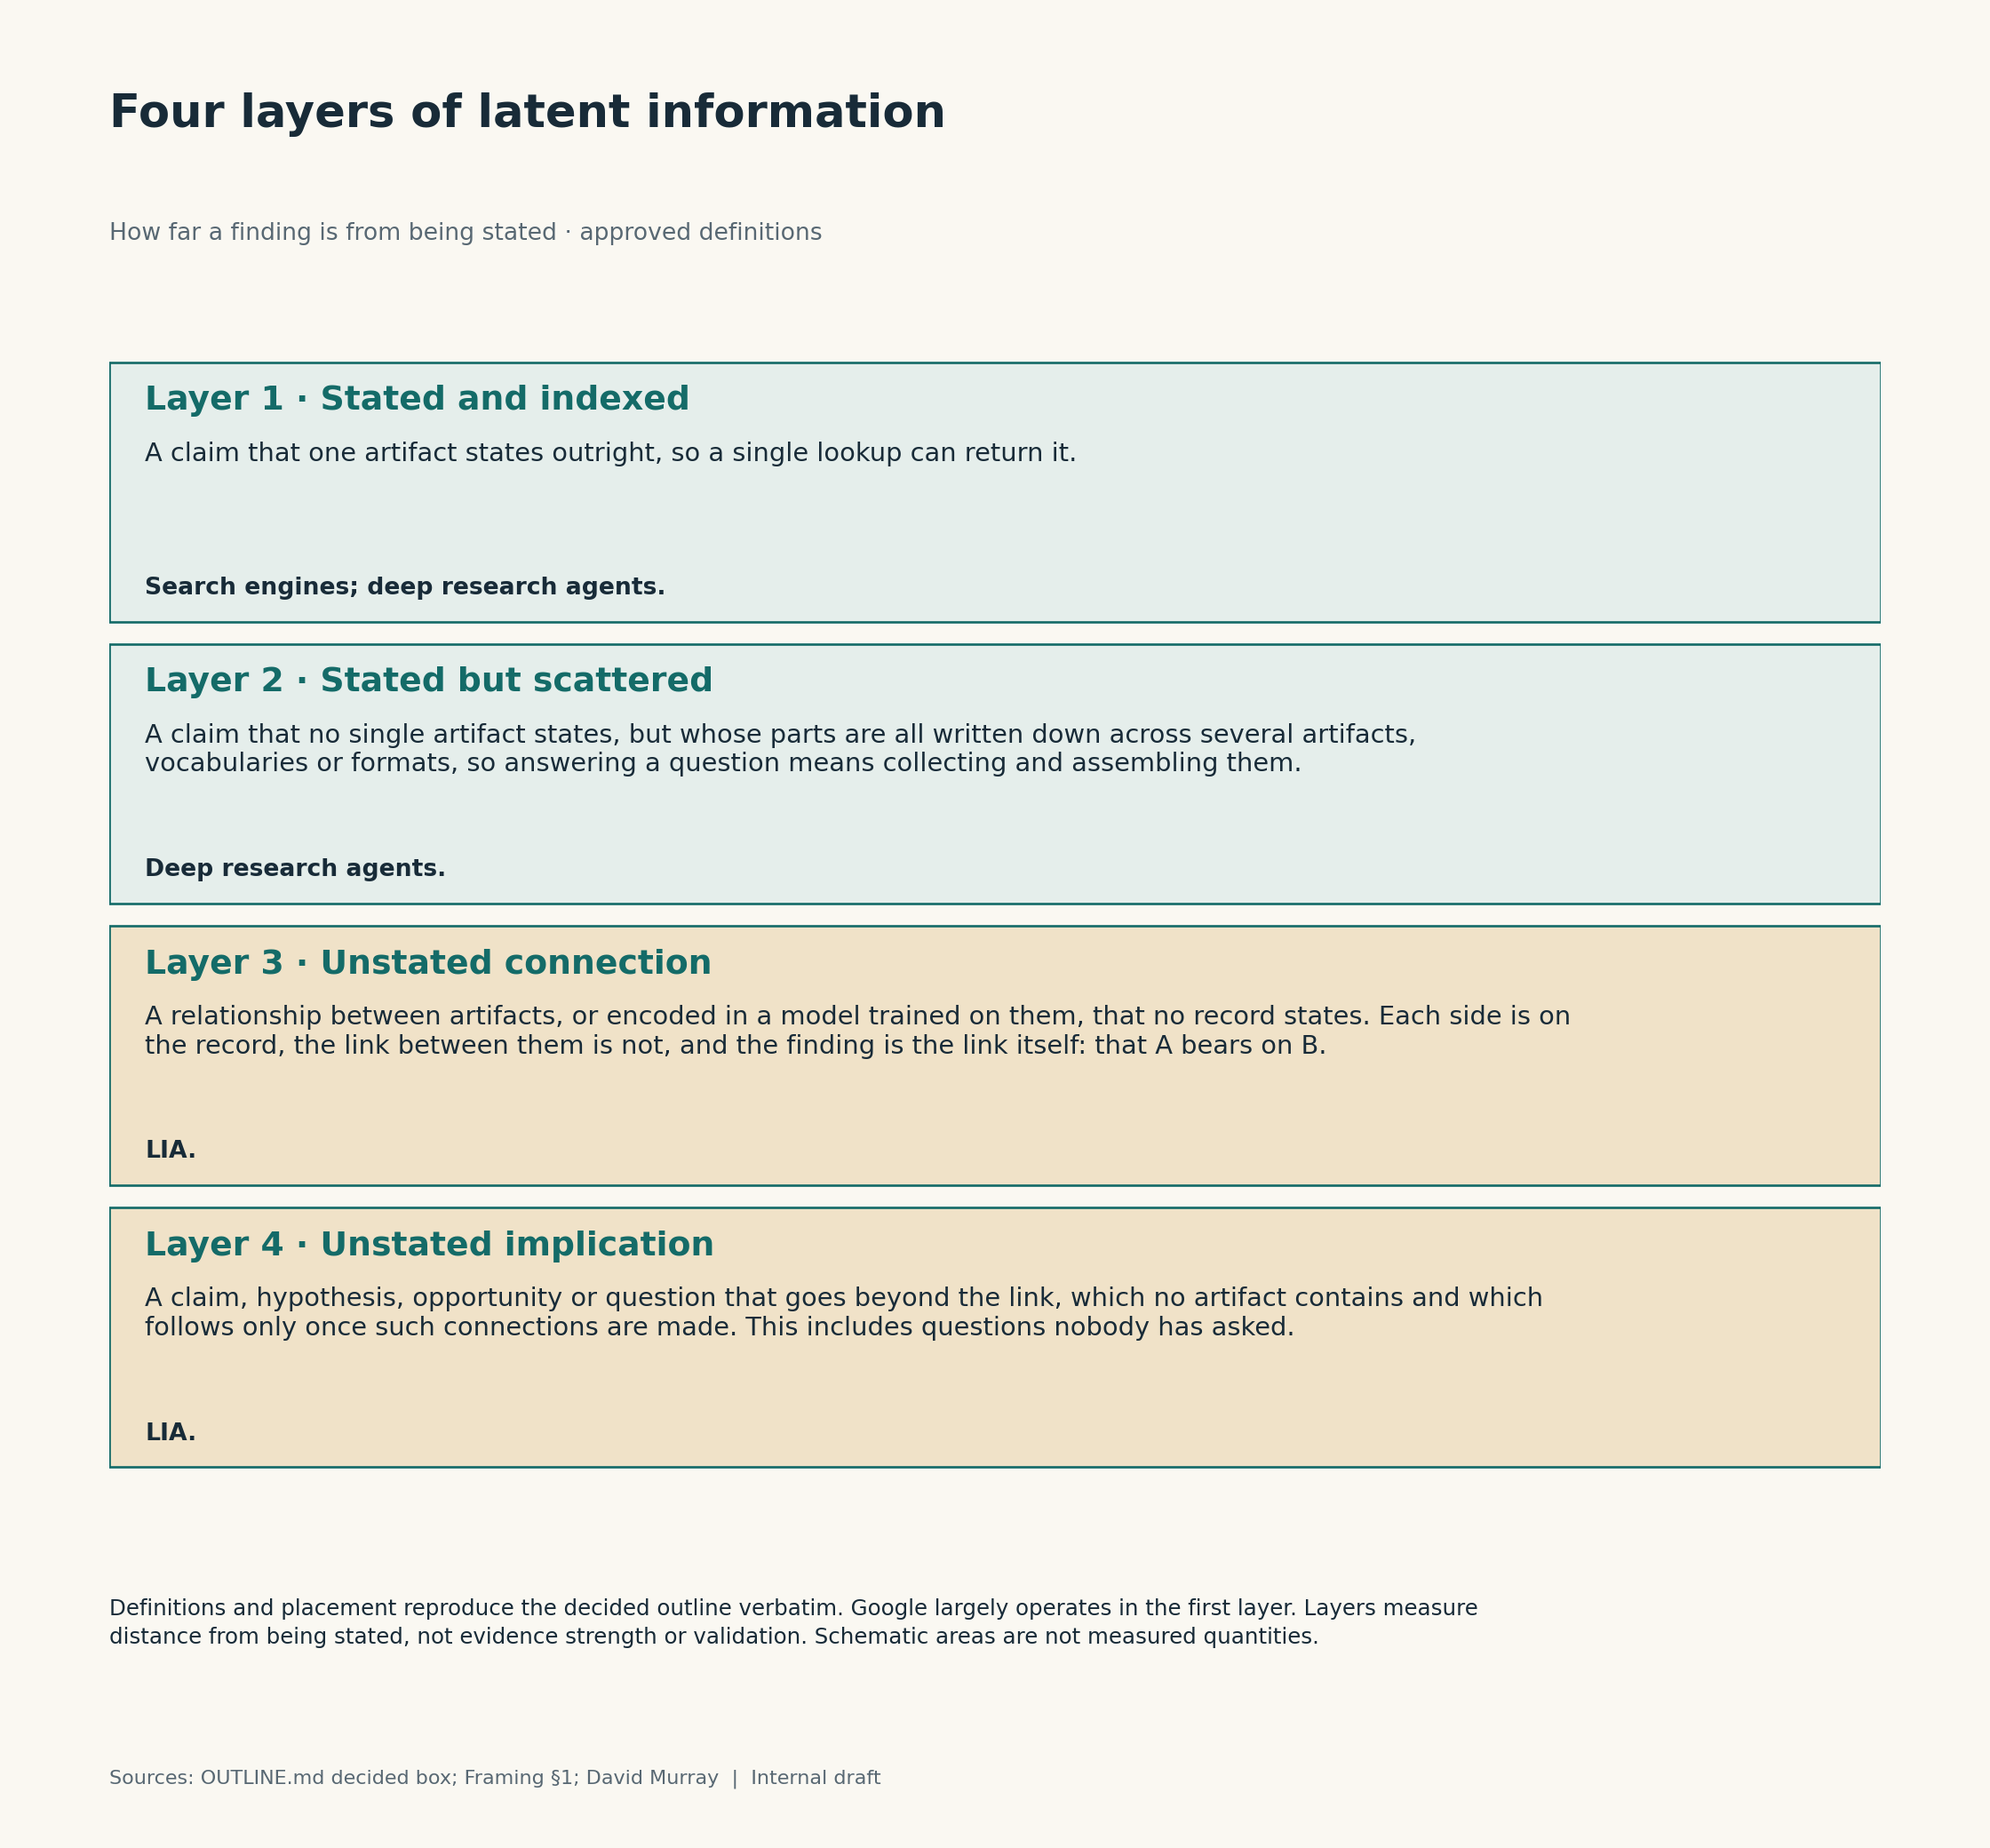 Four layers of latent information
How far a finding is from being stated · approved definitions
Layer 1 · Stated and indexed
A claim that one artifact states outright, so a single lookup can return it.
Search engines; deep research agents.
Layer 2 · Stated but scattered
A claim that no single artifact states, but whose parts are all written down across several artifacts,
vocabularies or formats, so answering a question means collecting and assembling them.
Deep research agents.
Layer 3 · Unstated connection
A relationship between artifacts, or encoded in a model trained on them, that no record states. Each side is on
the record, the link between them is not, and the finding is the link itself: that A bears on B.
LIA.
Layer 4 · Unstated implication
A claim, hypothesis, opportunity or question that goes beyond the link, which no artifact contains and which
follows only once such connections are made. This includes questions nobody has asked.
LIA.
Definitions and placement reproduce the decided outline verbatim. Google largely operates in the first layer. Layers measure
distance from being stated, not evidence strength or validation. Schematic areas are not measured quantities.
Sources: OUTLINE.md decided box; Framing §1; David Murray | Internal draft